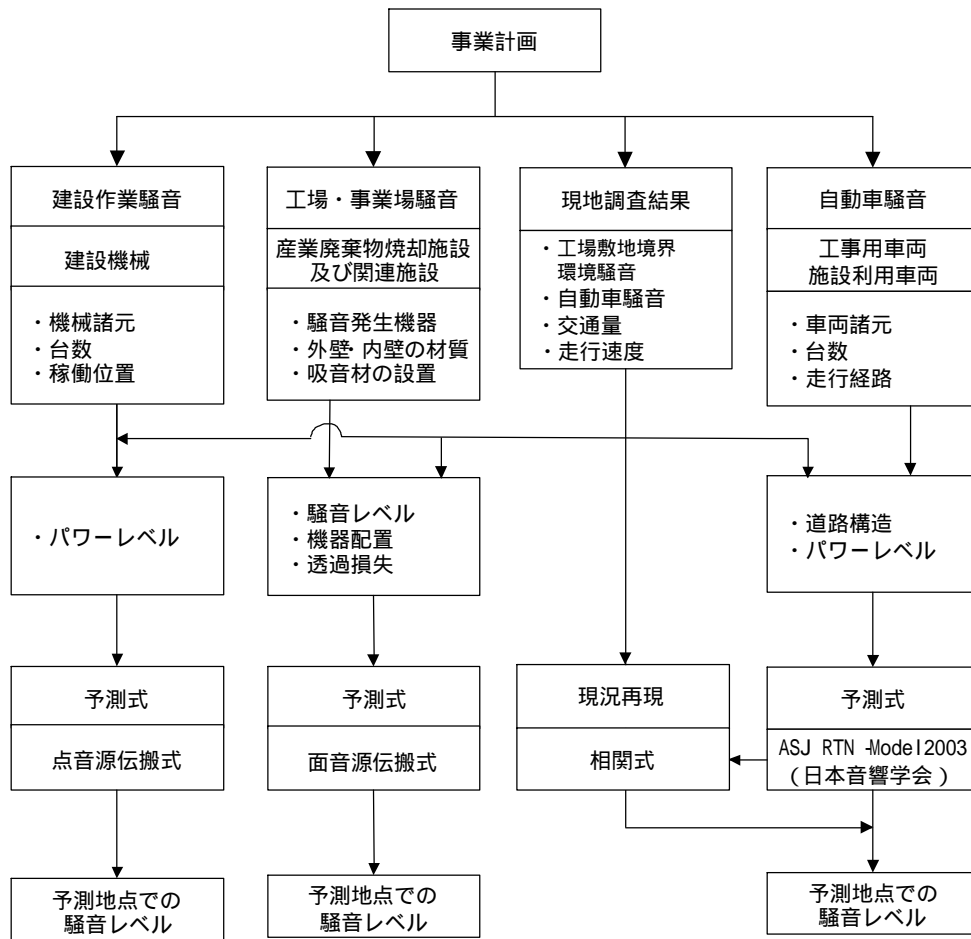 事業計画
建設作業騒音
建設機械
・機械諸元
・台数
・稼働位置
工場・事業場騒音
産業廃棄物焼却施設
及び関連施設
・騒音発生機器
・外壁・内壁の材質
・吸音材の設置
現地調査結果
・工場敷地境界
環境騒音
・自動車騒音
・交通量
・走行速度
自動車騒音
工事用車両
施設利用車両
・車両諸元
・台数
・走行経路
・パワーレベル
・騒音レベル
・機器配置
・透過損失
・道路構造
・パワーレベル
予測式
点音源伝搬式
予測式
面音源伝搬式
現況再現
相関式
予測式
ASJ RTN -Model2003
(日本音響学会)
予測地点での
騒音レベル
予測地点での
騒音レベル
予測地点での
騒音レベル